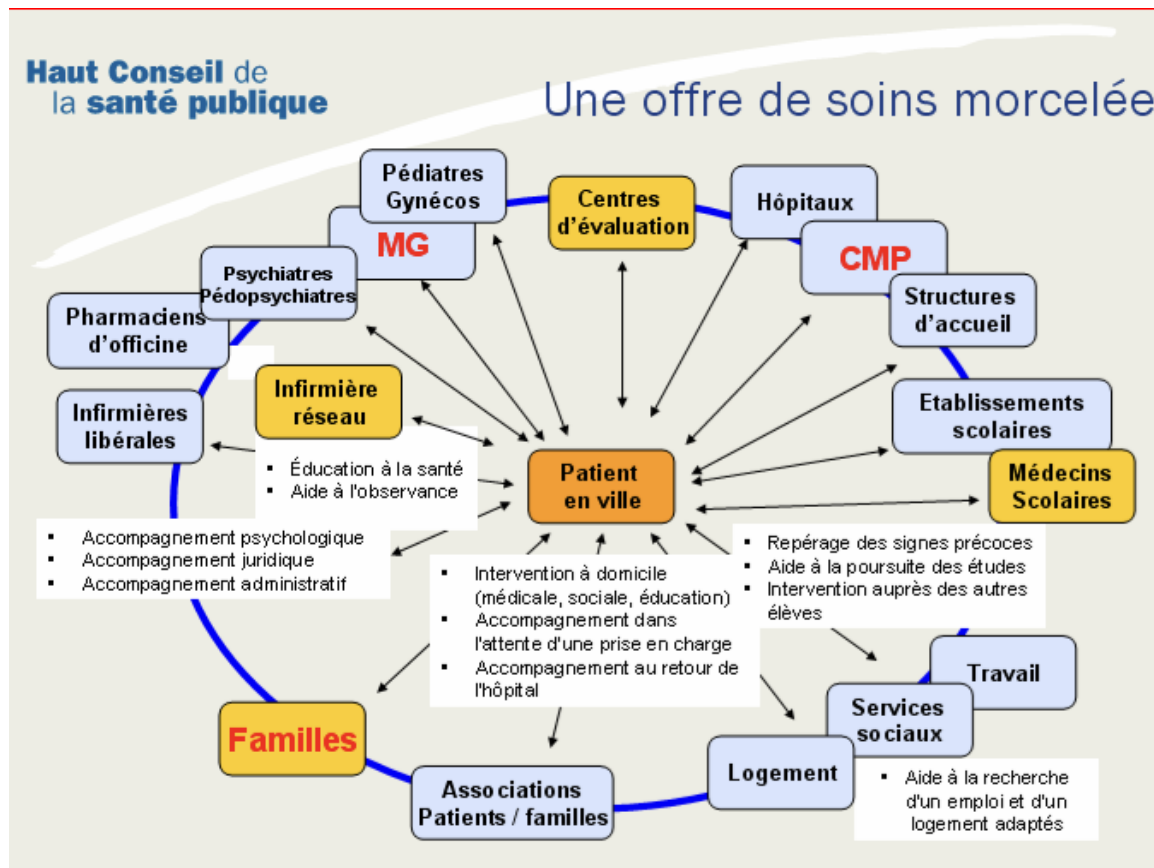 Haut Conseil de
la santé publique
Une offre de soins morcelée
Pédiatres
Gynécos
MG
Psychiatres
Pédopsychiatres
Pharmaciens
d'officine
Infirmières
libérales
Infirmière
réseau
Centres
d'évaluation
Hôpitaux
CMP
Structures
d'accueil
Etablissements
scolaires
Médecins
Scolaires
Patient
en ville
▪ Éducation à la santé
▪ Aide à l'observance
▪ Accompagnement psychologique
▪ Accompagnement juridique
▪ Accompagnement administratif
▪ Intervention à domicile
(médicale, sociale, éducation)
▪ Accompagnement dans
l'attente d'une prise en charge
▪ Accompagnement au retour de
l'hôpital
▪ Repérage des signes précoces
▪ Aide à la poursuite des études
▪ Intervention auprès des autres
élèves
Travail
Services
sociaux
Logement
Familles
Associations
Patients / familles
▪ Aide à la recherche
d'un emploi et d'un
logement adaptés